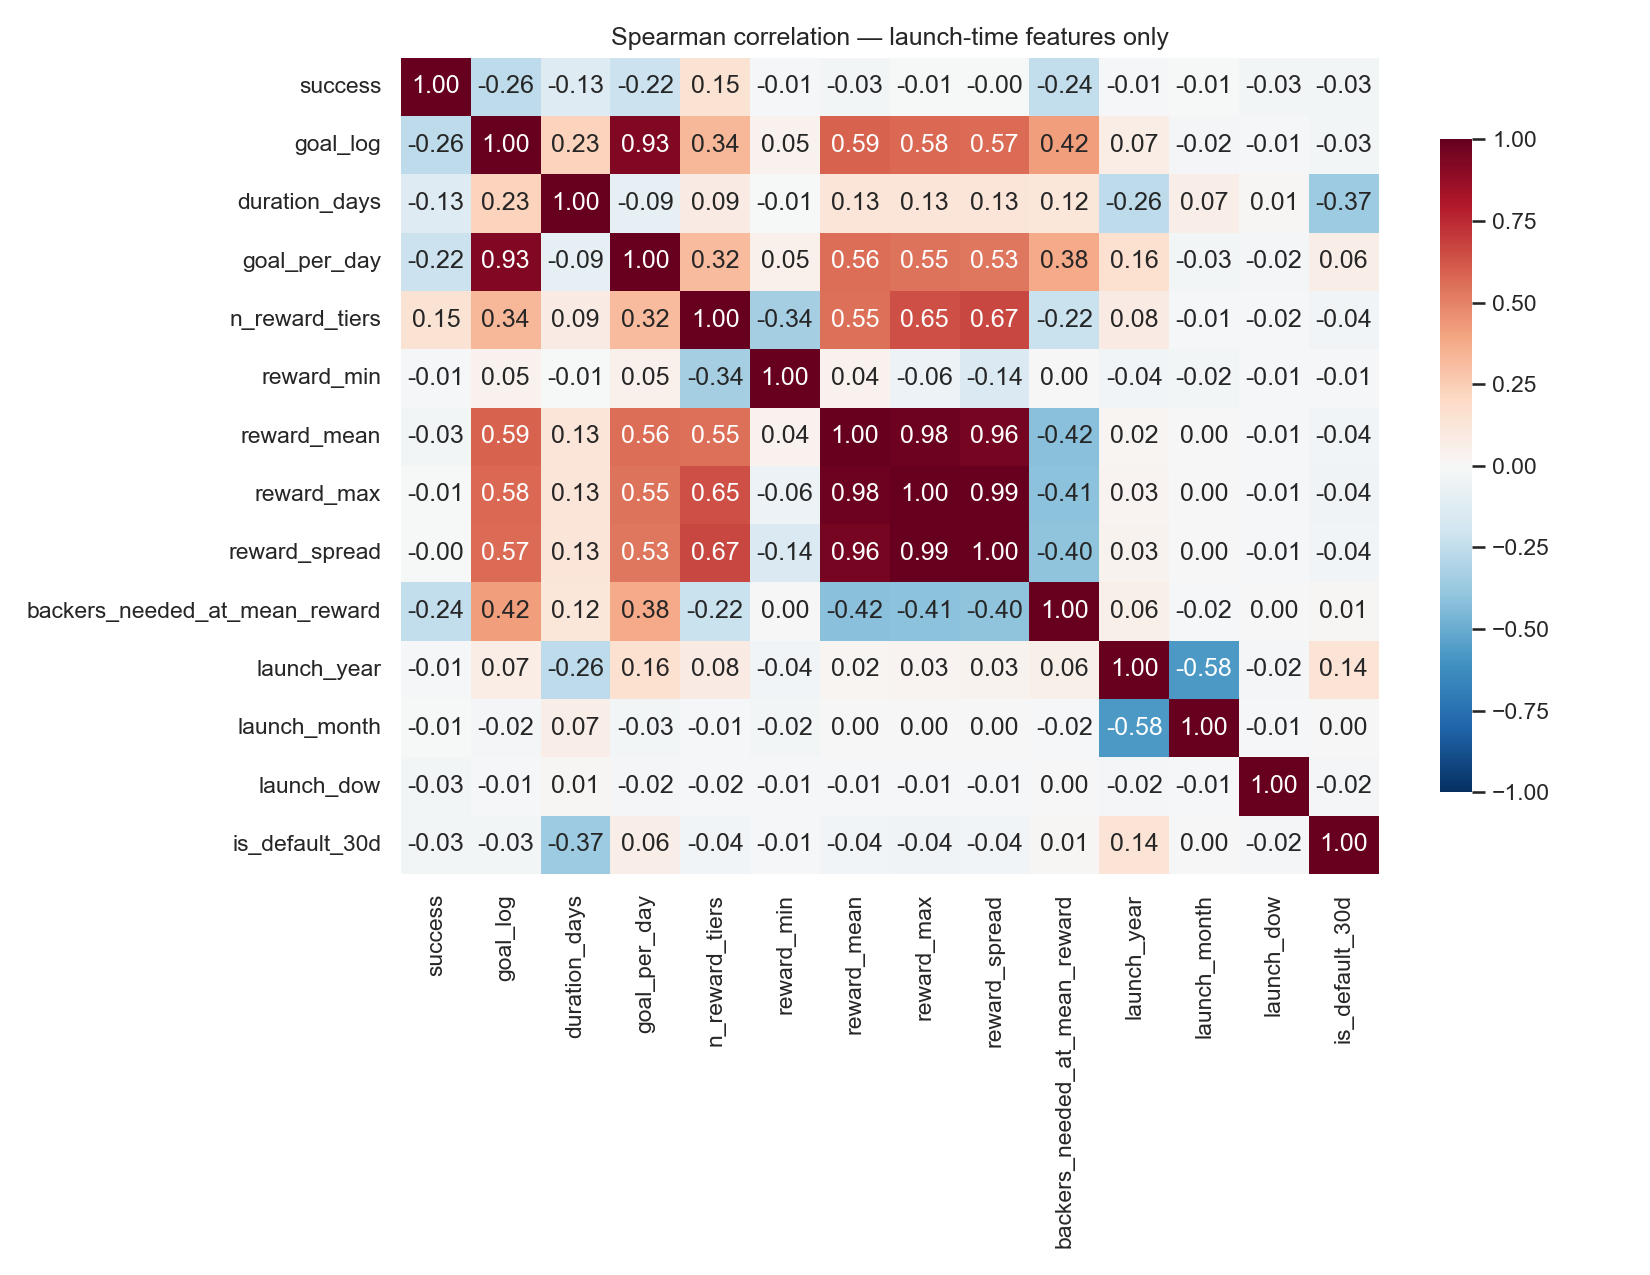 Spearman correlation — launch-time features only
success 1.00 -0.26 -0.13 -0.22 0.15 -0.01 -0.03 -0.01 -0.00 -0.24 -0.01 -0.01 -0.03 -0.03
goal_log -0.26 1.00 0.23 0.93 0.34 0.05 0.59 0.58 0.57 0.42 0.07 -0.02 -0.01 -0.03
duration_days -0.13 0.23 1.00 -0.09 0.09 -0.01 0.13 0.13 0.13 0.12 -0.26 0.07 0.01 -0.37
goal_per_day -0.22 0.93 -0.09 1.00 0.32 0.05 0.56 0.55 0.53 0.38 0.16 -0.03 -0.02 0.06
n_reward_tiers 0.15 0.34 0.09 0.32 1.00 -0.34 0.55 0.65 0.67 -0.22 0.08 -0.01 -0.02 -0.04
reward_min -0.01 0.05 -0.01 0.05 -0.34 1.00 0.04 -0.06 -0.14 0.00 -0.04 -0.02 -0.01 -0.01
reward_mean -0.03 0.59 0.13 0.56 0.55 0.04 1.00 0.98 0.96 -0.42 0.02 0.00 -0.01 -0.04
reward_max -0.01 0.58 0.13 0.55 0.65 -0.06 0.98 1.00 0.99 -0.41 0.03 0.00 -0.01 -0.04
reward_spread -0.00 0.57 0.13 0.53 0.67 -0.14 0.96 0.99 1.00 -0.40 0.03 0.00 -0.01 -0.04
backers_needed_at_mean_reward -0.24 0.42 0.12 0.38 -0.22 0.00 -0.42 -0.41 -0.40 1.00 0.06 -0.02 0.00 0.01
launch_year -0.01 0.07 -0.26 0.16 0.08 -0.04 0.02 0.03 0.03 0.06 1.00 -0.58 -0.02 0.14
launch_month -0.01 -0.02 0.07 -0.03 -0.01 -0.02 0.00 0.00 0.00 -0.02 -0.58 1.00 -0.01 0.00
launch_dow -0.03 -0.01 0.01 -0.02 -0.02 -0.01 -0.01 -0.01 -0.01 0.00 -0.02 -0.01 1.00 -0.02
is_default_30d -0.03 -0.03 -0.37 0.06 -0.04 -0.01 -0.04 -0.04 -0.04 0.01 0.14 0.00 -0.02 1.00
success
goal_log
duration_days
goal_per_day
n_reward_tiers
reward_min
reward_mean
reward_max
reward_spread
backers_needed_at_mean_reward
launch_year
launch_month
launch_dow
is_default_30d
1.00
0.75
0.50
0.25
0.00
−0.25
−0.50
−0.75
−1.00